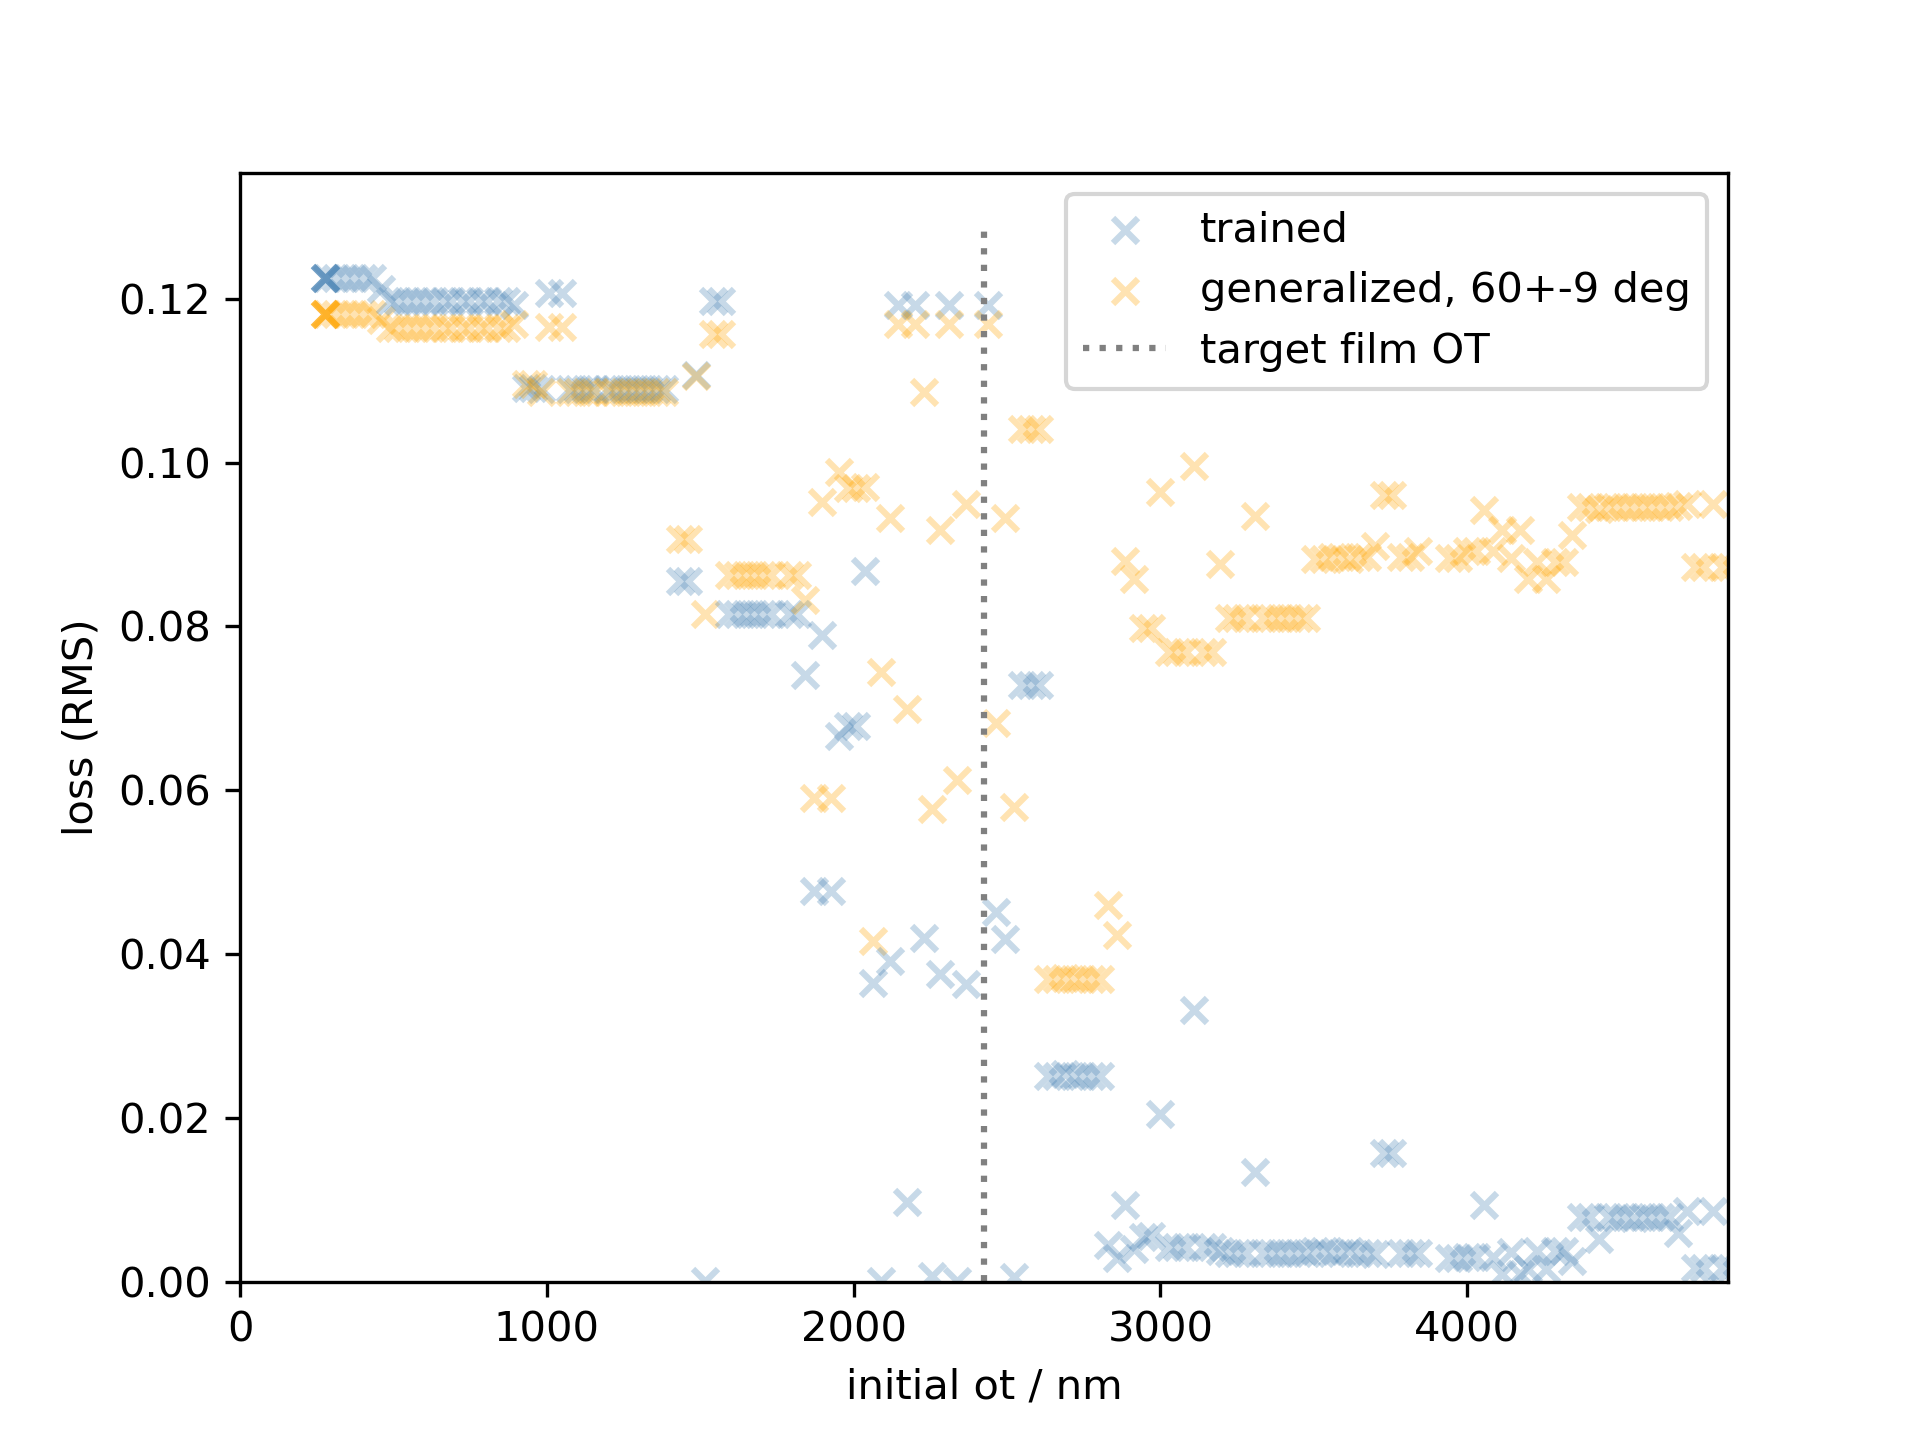 trained
generalized, 60+-9 deg
target film OT
0.12
0.10
0.08
0.06
0.04
0.02
0.00
loss (RMS)
0 1000 2000 3000 4000
initial ot / nm